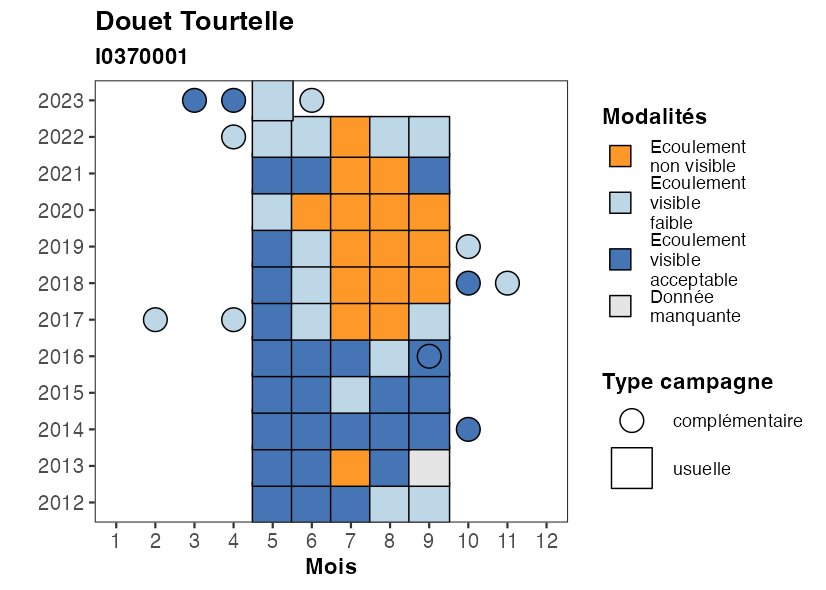 Douet Tourtelle
I0370001
2023
2022
2021
2020
2019
2018
2017
2016
2015
2014
2013
2012
1 2 3 4 5 6 7 8 9 10 11 12
Mois
Modalités
Ecoulement
non visible
Ecoulement
visible
faible
Ecoulement
visible
acceptable
Donnée
manquante
Type campagne
complémentaire
usuelle